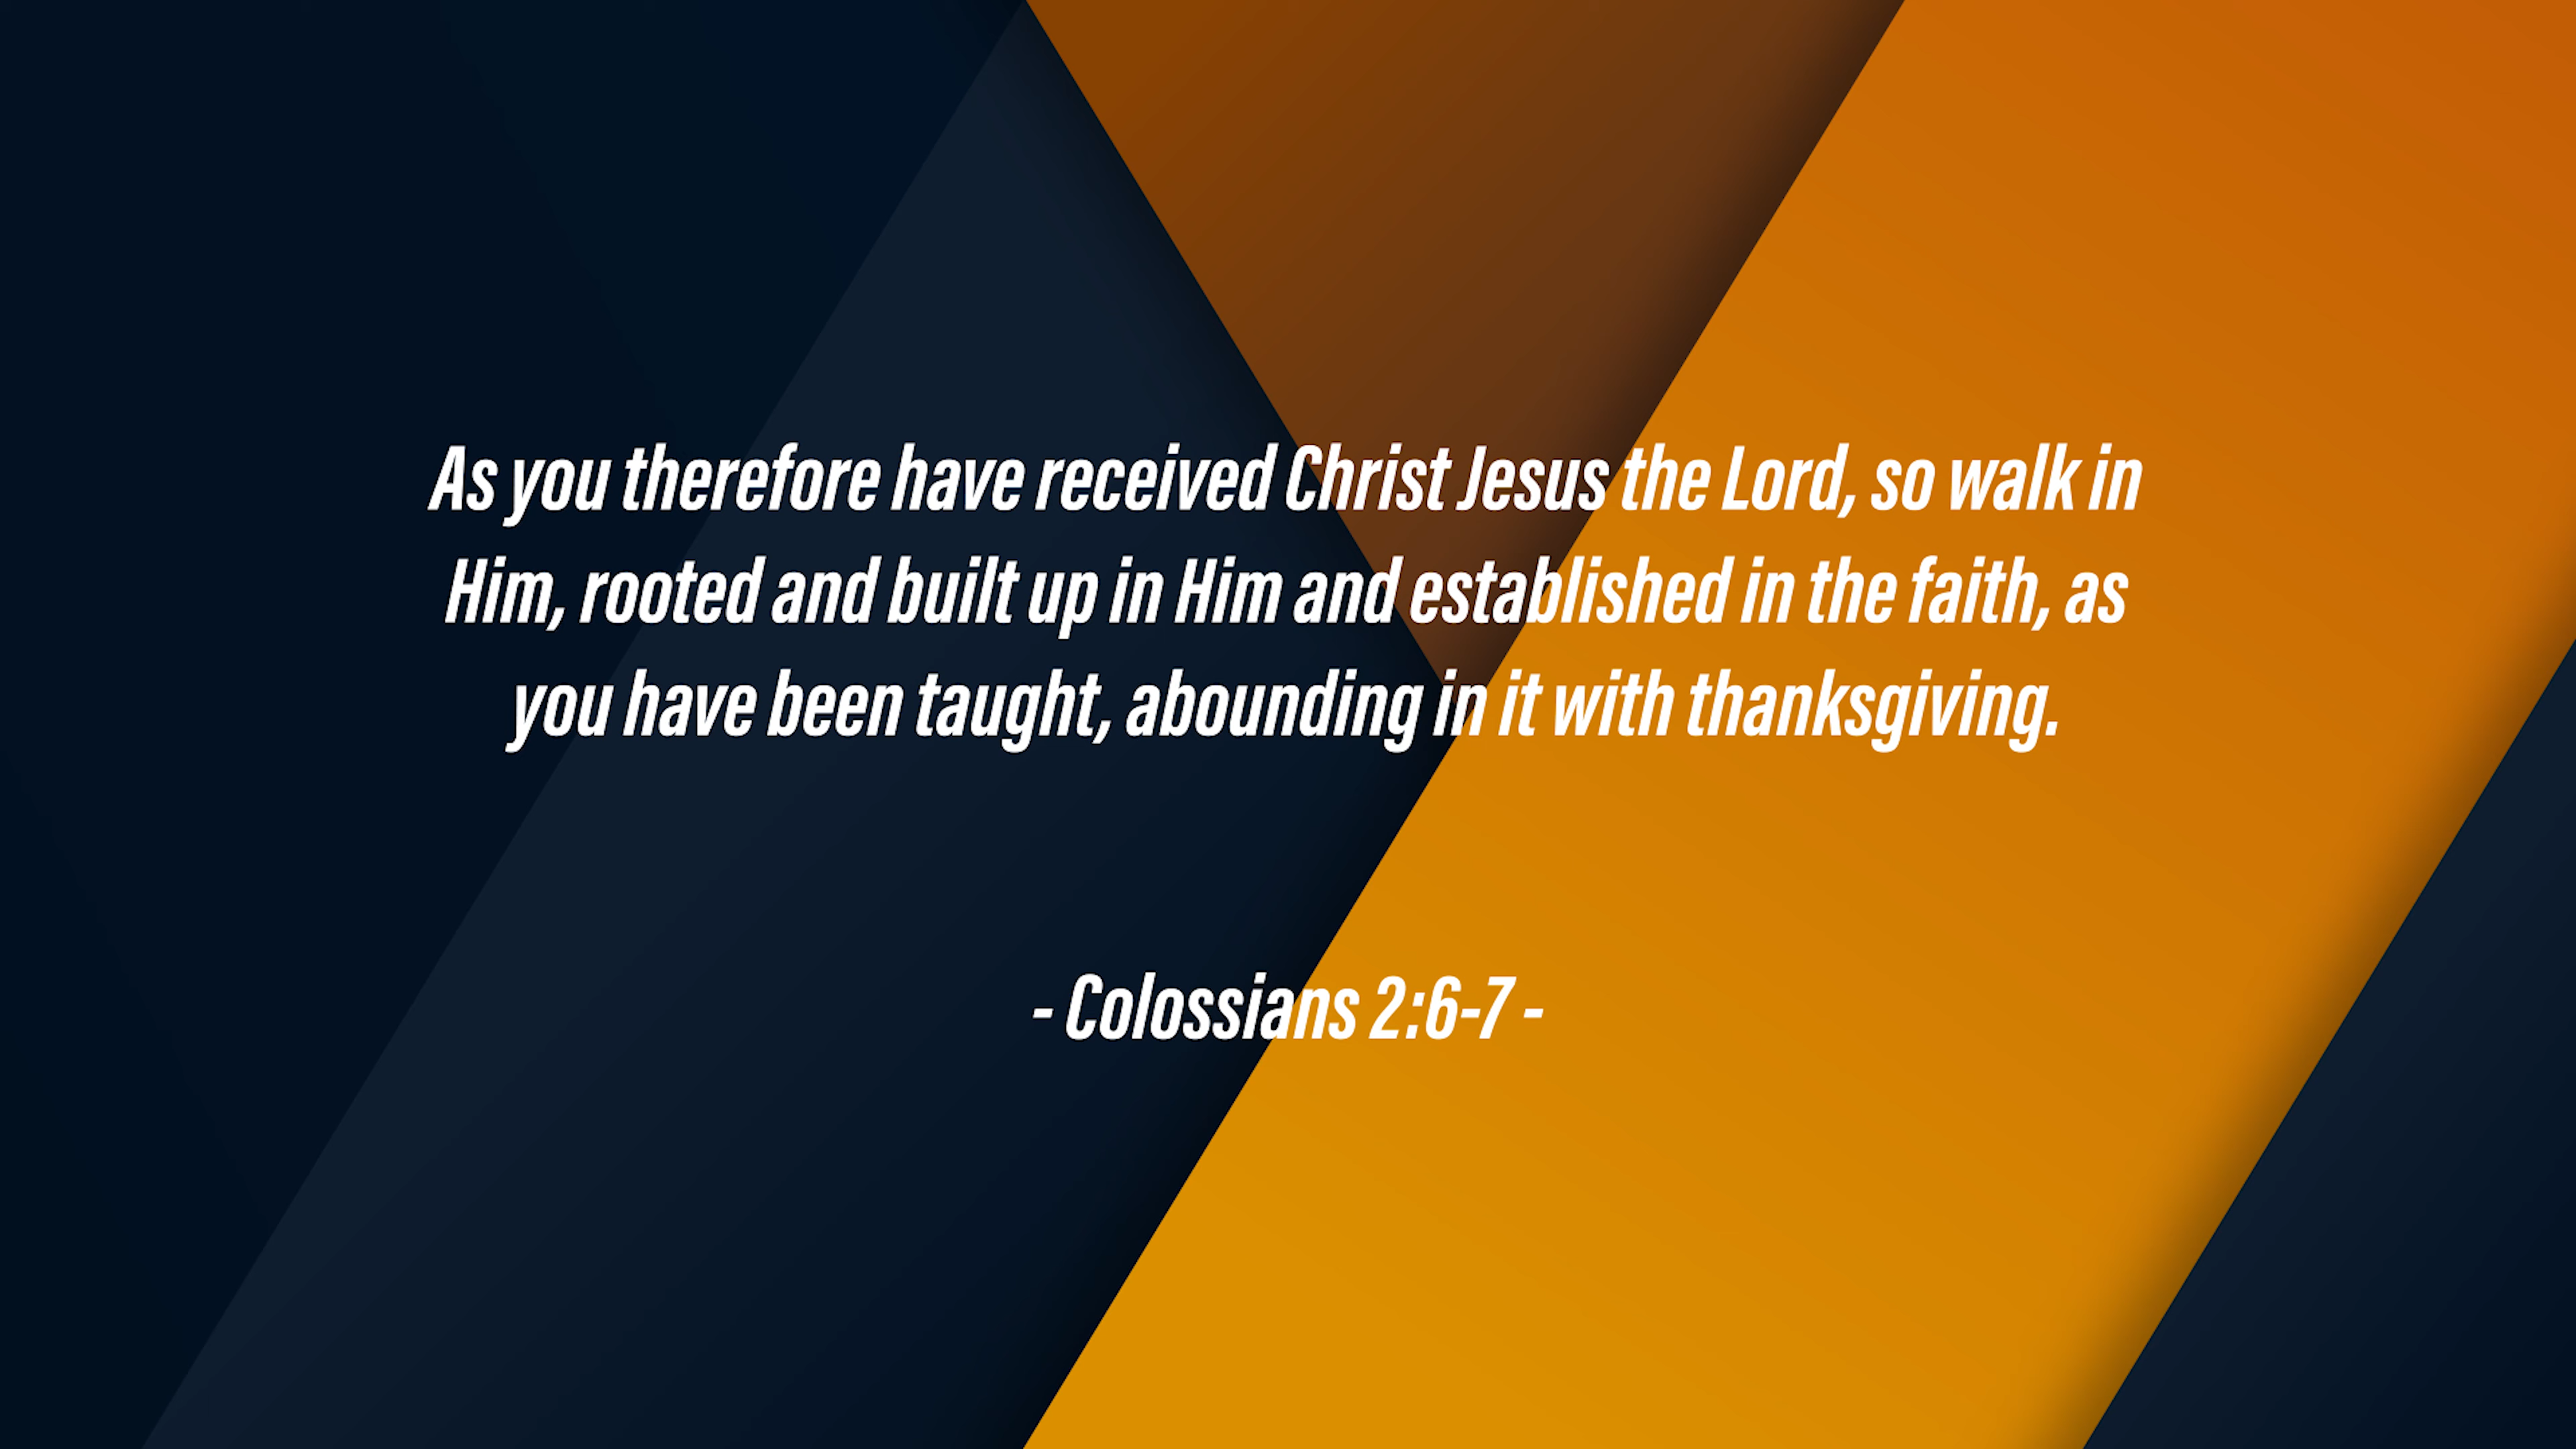 As you therefore have received Christ Jesus the Lord, so walk in
Him, rooted and built up in Him and established in the faith, as
you have been taught, abounding in it with thanksgiving.
- Colossians 2:6-7 -